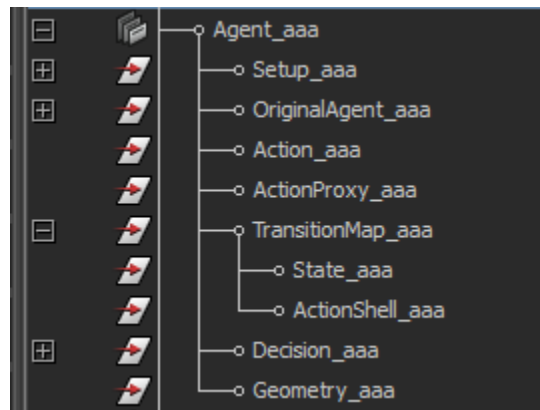 Agent_aaa
Setup_aaa
OriginalAgent_aaa
Action_aaa
ActionProxy_aaa
TransitionMap_aaa
State_aaa
ActionShell_aaa
Decision_aaa
Geometry_aaa